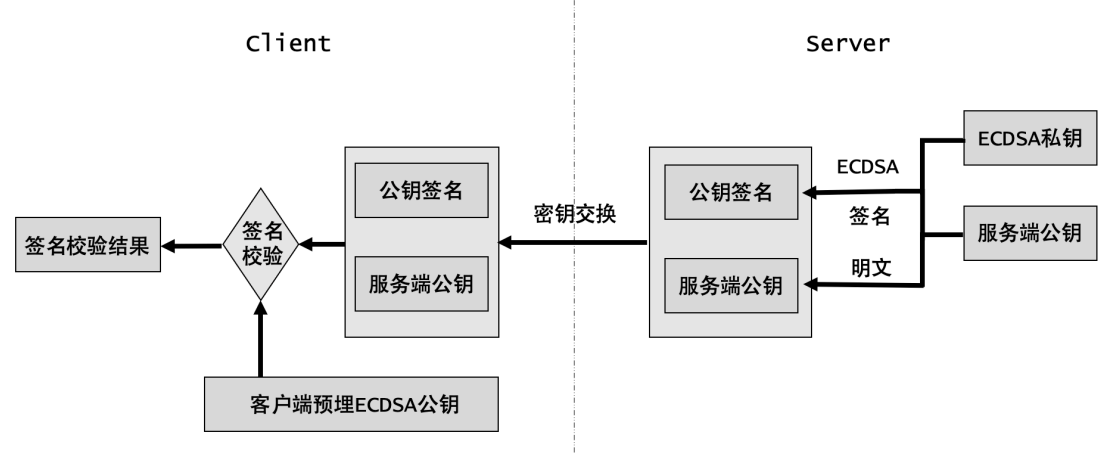 Client
Server
ECDSA私钥
ECDSA
公钥签名
公钥签名
密钥交换
签名
服务端公钥
签名
校验
签名校验结果
明文
服务端公钥
服务端公钥
客户端预埋ECDSA公钥